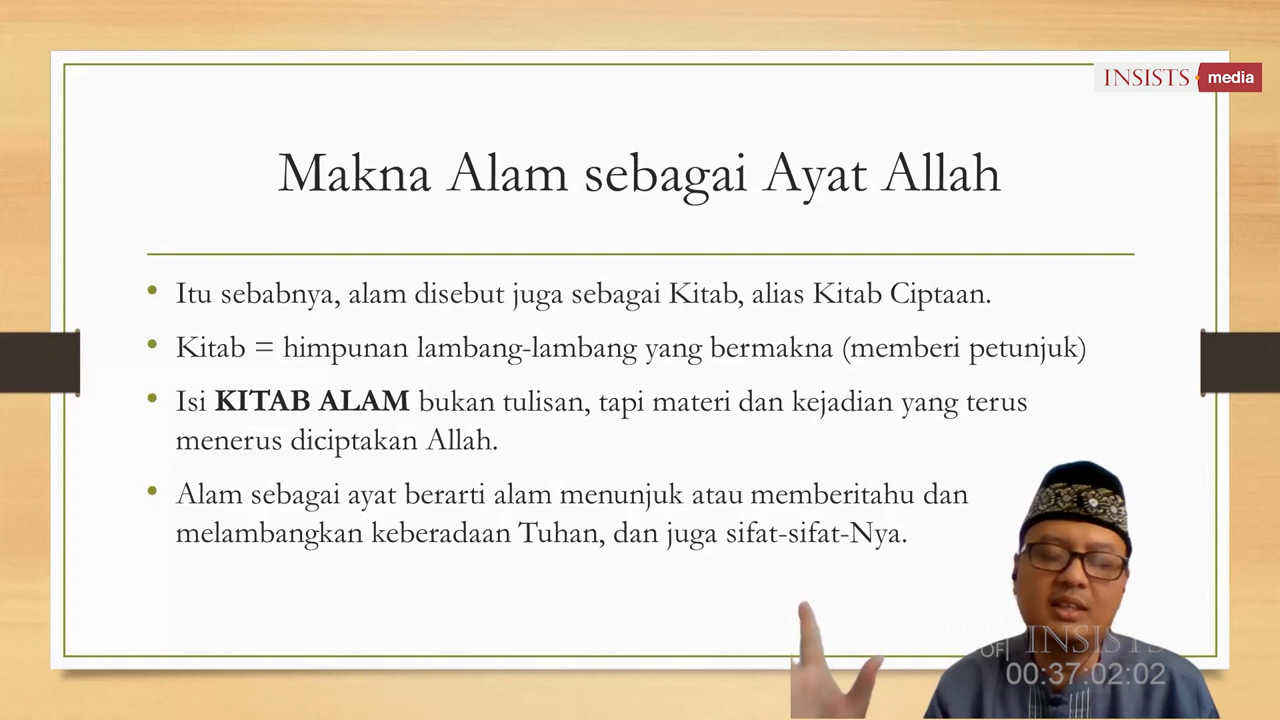 INSISTS media
Makna Alam sebagai Ayat Allah
• Itu sebabnya, alam disebut juga sebagai Kitab, alias Kitab Ciptaan.
• Kitab = himpunan lambang-lambang yang bermakna (memberi petunjuk)
• Isi KITAB ALAM bukan tulisan, tapi materi dan kejadian yang terus
menerus diciptakan Allah.
• Alam sebagai ayat berarti alam menunjuk atau memberitahu dan
melambangkan keberadaan Tuhan, dan juga sifat-sifat-Nya.
OF INSISTS
00:37:02:02